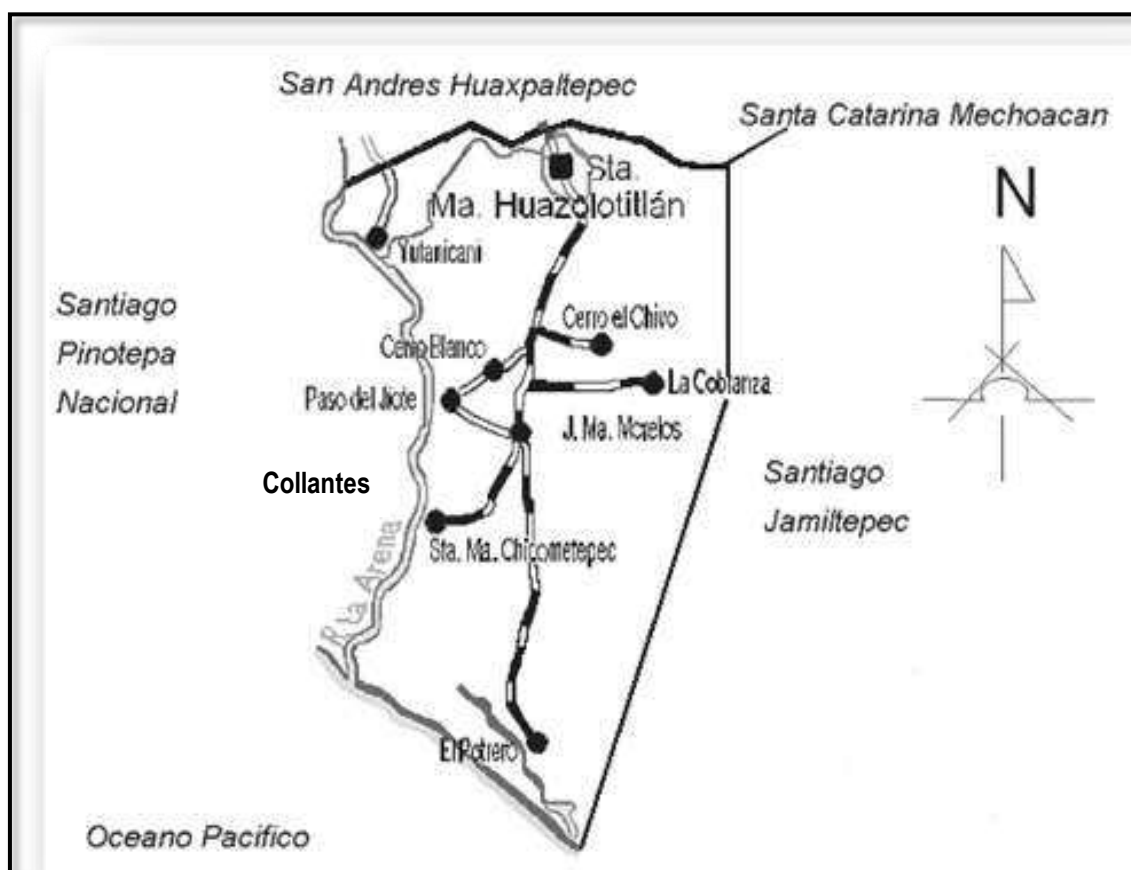 San Andres Huaxpaltepec
Santa Catarina Mechoacan
N
Sta.
Ma. Huazolotitlán
Yutanicani
Santiago
Pinotepa
Nacional
Cerro el Chivo
Cerro Blanco
La Coblanza
Paso del Jiote
J. Ma. Morelos
Collantes
Santiago
Jamiltepec
Sta. Ma. Chicometepec
R. La Arena
El Potrero
Oceano Pacifico